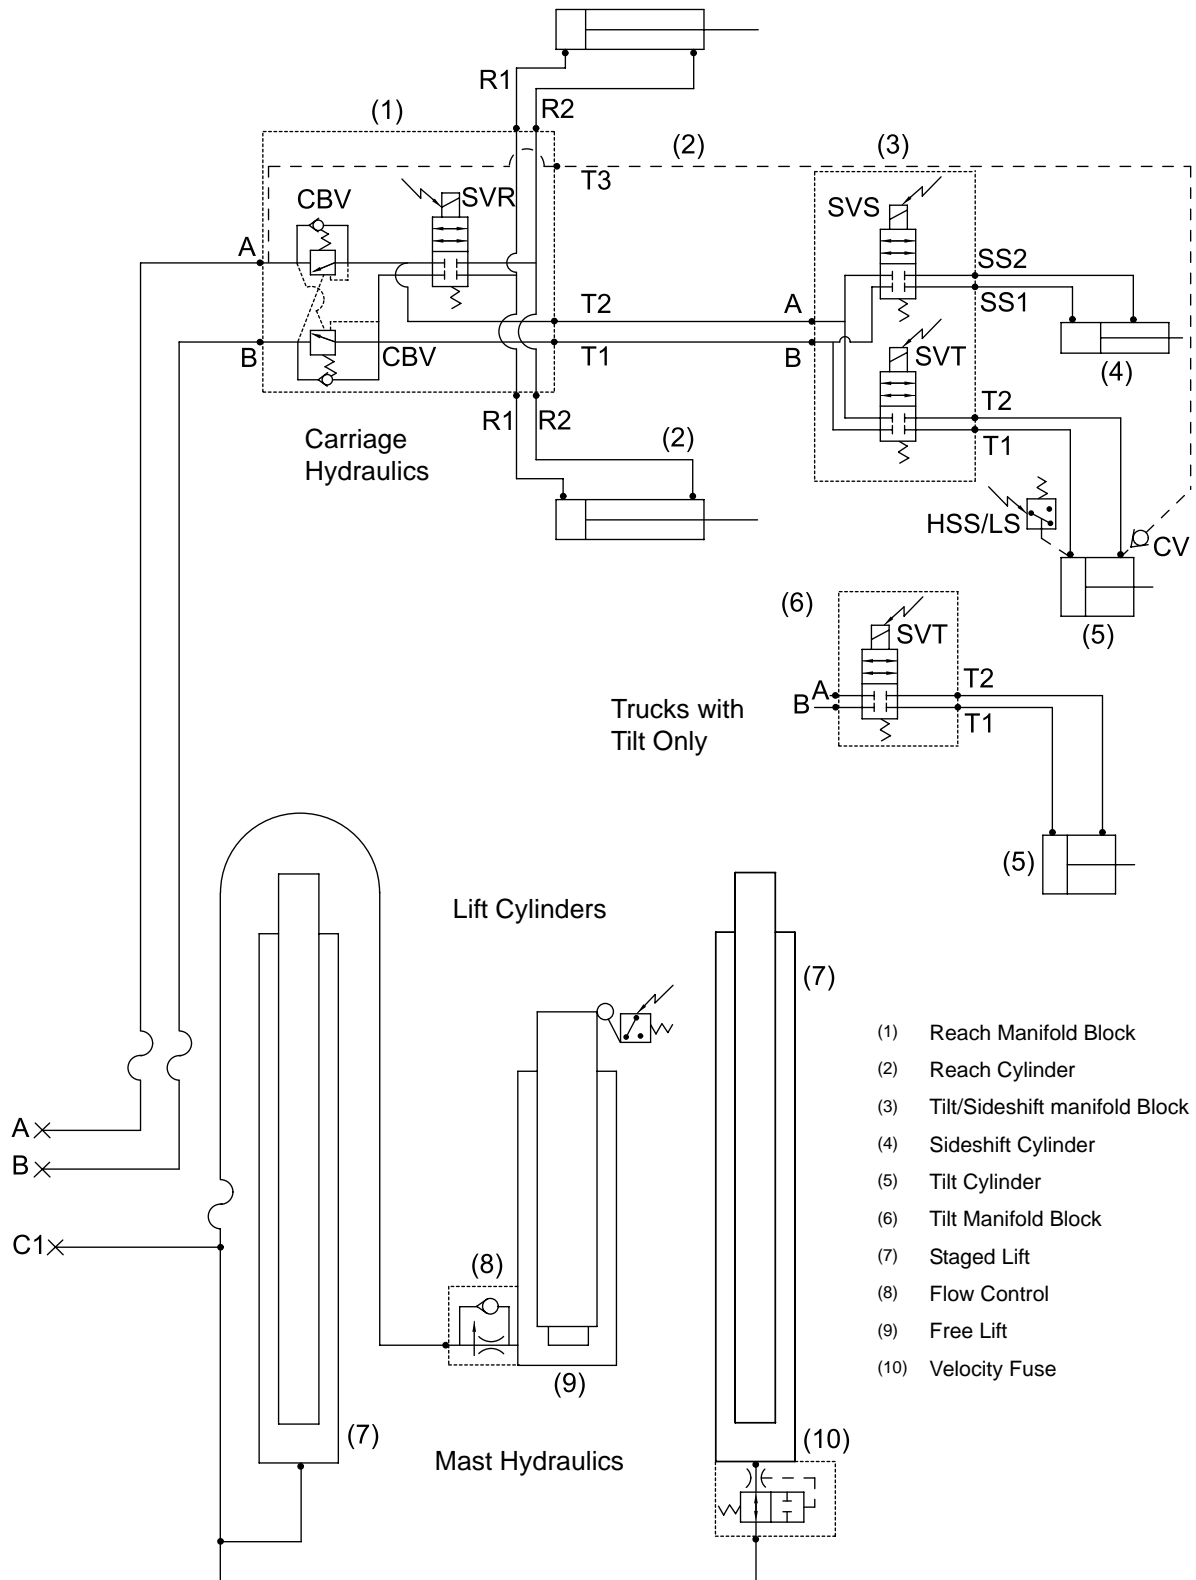 R1
R2
(1)
(2)
(3)
T3
CBV
SVR
SVS
A
SS2
SS1
T2
A
B
CBV
T1
B
SVT
(4)
R1
R2
T2
T1
Carriage
Hydraulics
(2)
HSS/LS
CV
(5)
(6)
SVT
T2
A
B
T1
Trucks with
Tilt Only
(5)
Lift Cylinders
(7)
(1) Reach Manifold Block
(2) Reach Cylinder
(3) Tilt/Sideshift manifold Block
(4) Sideshift Cylinder
(5) Tilt Cylinder
(6) Tilt Manifold Block
(7) Staged Lift
(8) Flow Control
(9) Free Lift
(10) Velocity Fuse
A
B
C1
(8)
(9)
(7)
(10)
Mast Hydraulics